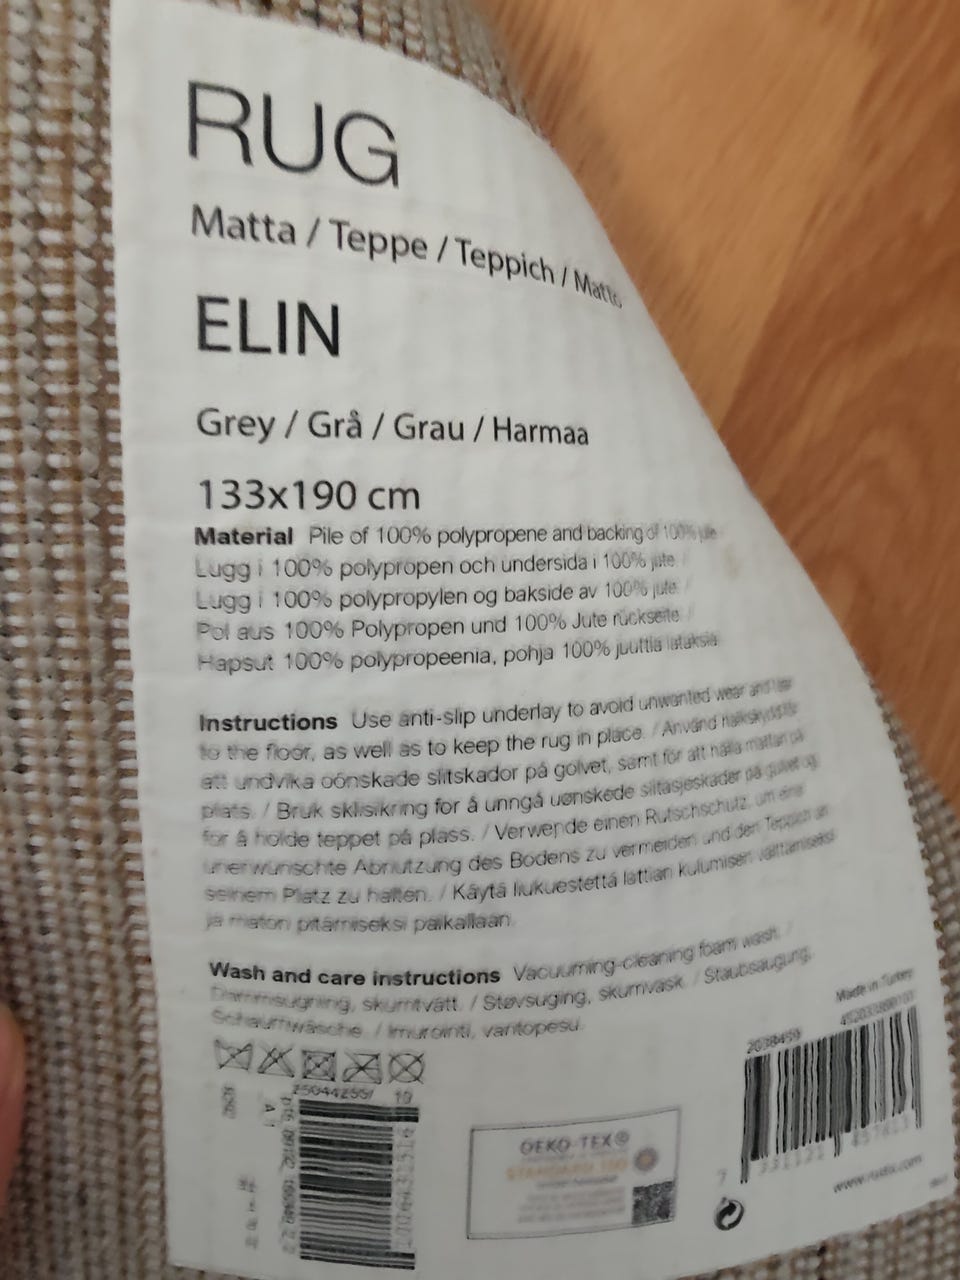 RUG
Matta / Teppe / Teppich / Matto
ELIN
Grey / Grå / Grau / Harmaa
133x190 cm
Material Pile of 100% polypropene and backing of 100% jute
Lugg i 100% polypropen och undersida i 100% jute /
Lugg i 100% polypropylen og bakside av 100% jute /
Pol aus 100% Polypropen und 100% Jute rückseite /
Hapsut 100% polypropeenia, pohja 100% juuttia
Instructions Use anti-slip underlay to avoid unwanted wear and tear
to the floor, as well as to keep the rug in place. / Använd
att undvika oönskade slitskador på golvet, samt för att hålla mattan på
plats. / Bruk sklisikring for å unngå uønskede slitasjeskader på gulvet og
for å holde teppet på plass. / Verwende einen Rutschschutz, um eine
unerwünschte Abnutzung des Bodens zu vermeiden und den Teppich an
seinem Platz zu halten. / Käytä liukuestettä lattian kulumisen välttämiseksi
ja maton pitämiseksi paikallaan.
Wash and care instructions Vacuuming-cleaning foam wash. /
Dammsugning, skumtvätt. / Støvsuging, skumvask. / Staubsaugung,
Schaumwäsche. / Imurointi, vaahtopesu.
Made in Turkey
2038459
10
OEKO-TEX®
STANDARD 100
7 331121 457613
www.rusta.com